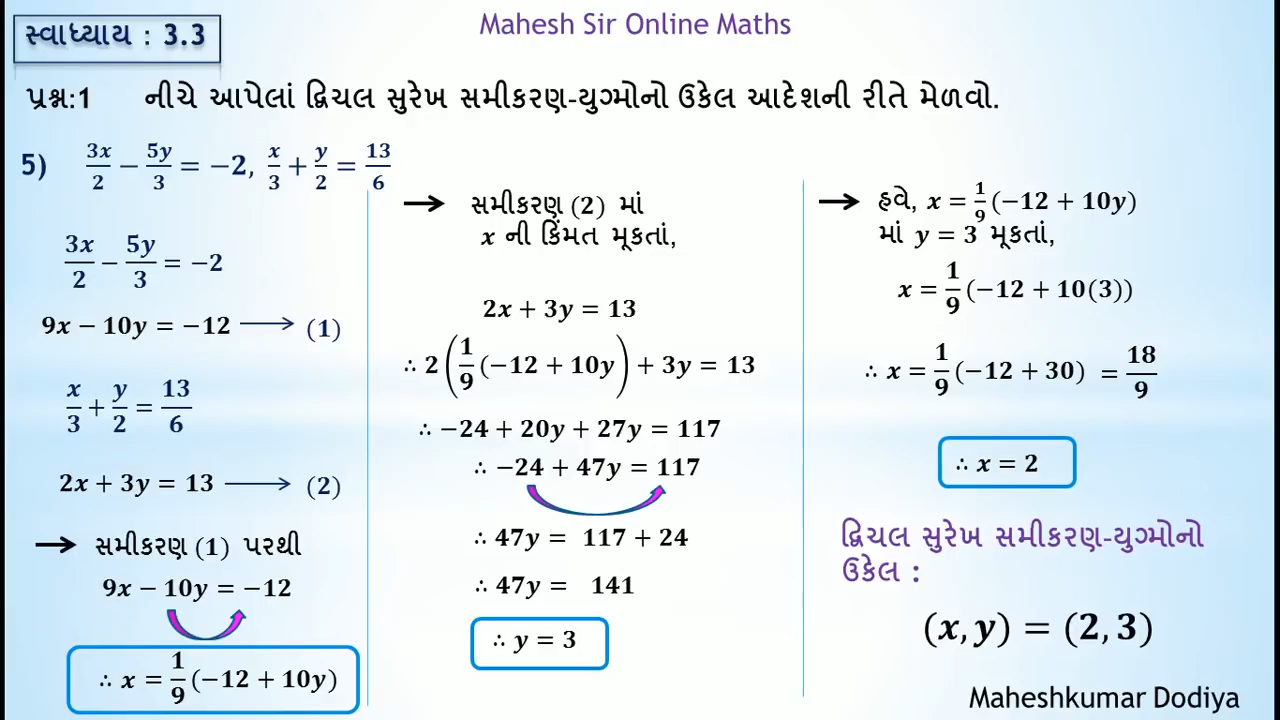 સ્વાધ્યાય : 3.3
Mahesh Sir Online Maths
પ્રશ્ન:1 નીચે આપેલાં દ્વિચલ સુરેખ સમીકરણ-યુગ્મોનો ઉકેલ આદેશની રીતે મેળવો.
5) 3x/2 − 5y/3 = −2, x/3 + y/2 = 13/6
3x/2 − 5y/3 = −2
9x − 10y = −12 ⟶ (1)
x/3 + y/2 = 13/6
2x + 3y = 13 ⟶ (2)
→ સમીકરણ (1) પરથી
9x − 10y = −12
∴ x = 1/9 (−12 + 10y)
→ સમીકરણ (2) માં
x ની કિંમત મૂકતાં,
2x + 3y = 13
∴ 2(1/9 (−12 + 10y) + 3y = 13
∴ −24 + 20y + 27y = 117
∴ −24 + 47y = 117
∴ 47y = 117 + 24
∴ 47y = 141
∴ y = 3
→ હવે, x = 1/9 (−12 + 10y)
માં y = 3 મૂકતાં,
x = 1/9 (−12 + 10(3))
∴ x = 1/9 (−12 + 30) = 18/9
∴ x = 2
દ્વિચલ સુરેખ સમીકરણ-યુગ્મોનો
ઉકેલ :
(x, y) = (2, 3)
Maheshkumar Dodiya